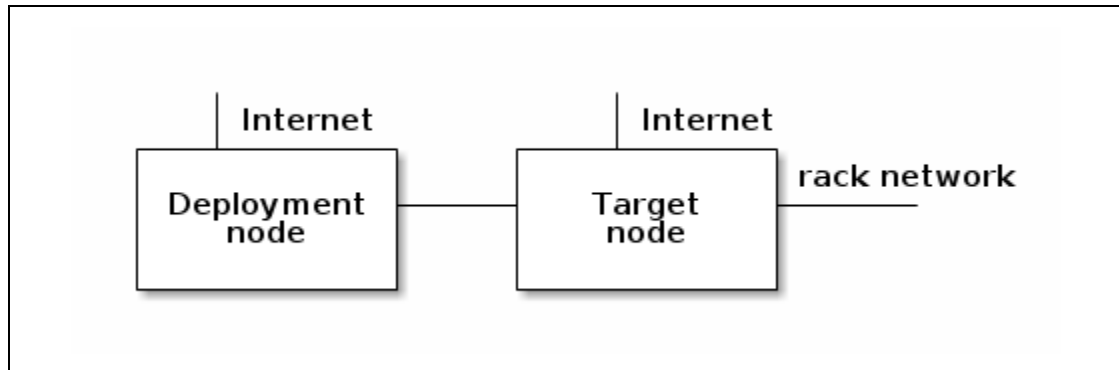 Internet
Internet
rack network
Deployment
node
Target
node